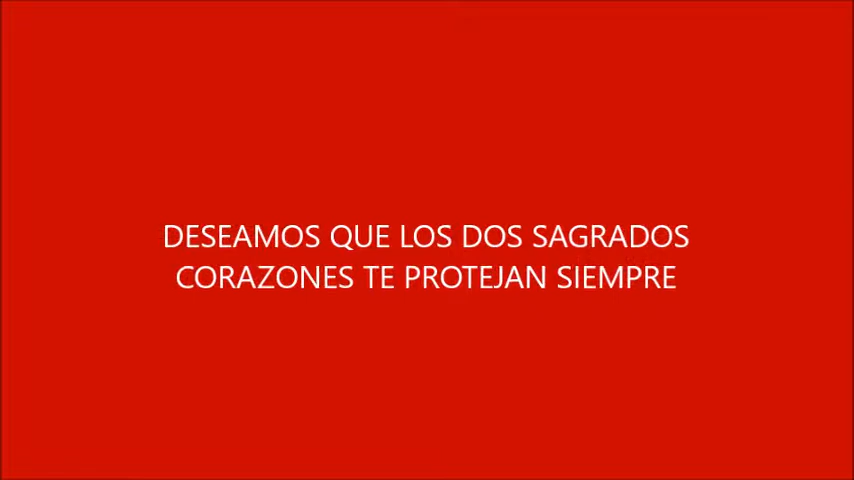 DESEAMOS QUE LOS DOS SAGRADOS
CORAZONES TE PROTEJAN SIEMPRE